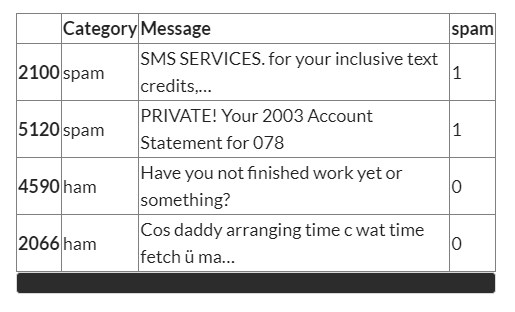 Category Message spam
2100 spam SMS SERVICES. for your inclusive text 1
credits,...
5120 spam PRIVATE! Your 2003 Account 1
Statement for 078
4590 ham Have you not finished work yet or 0
something?
2066 ham Cos daddy arranging time c wat time 0
fetch ü ma...